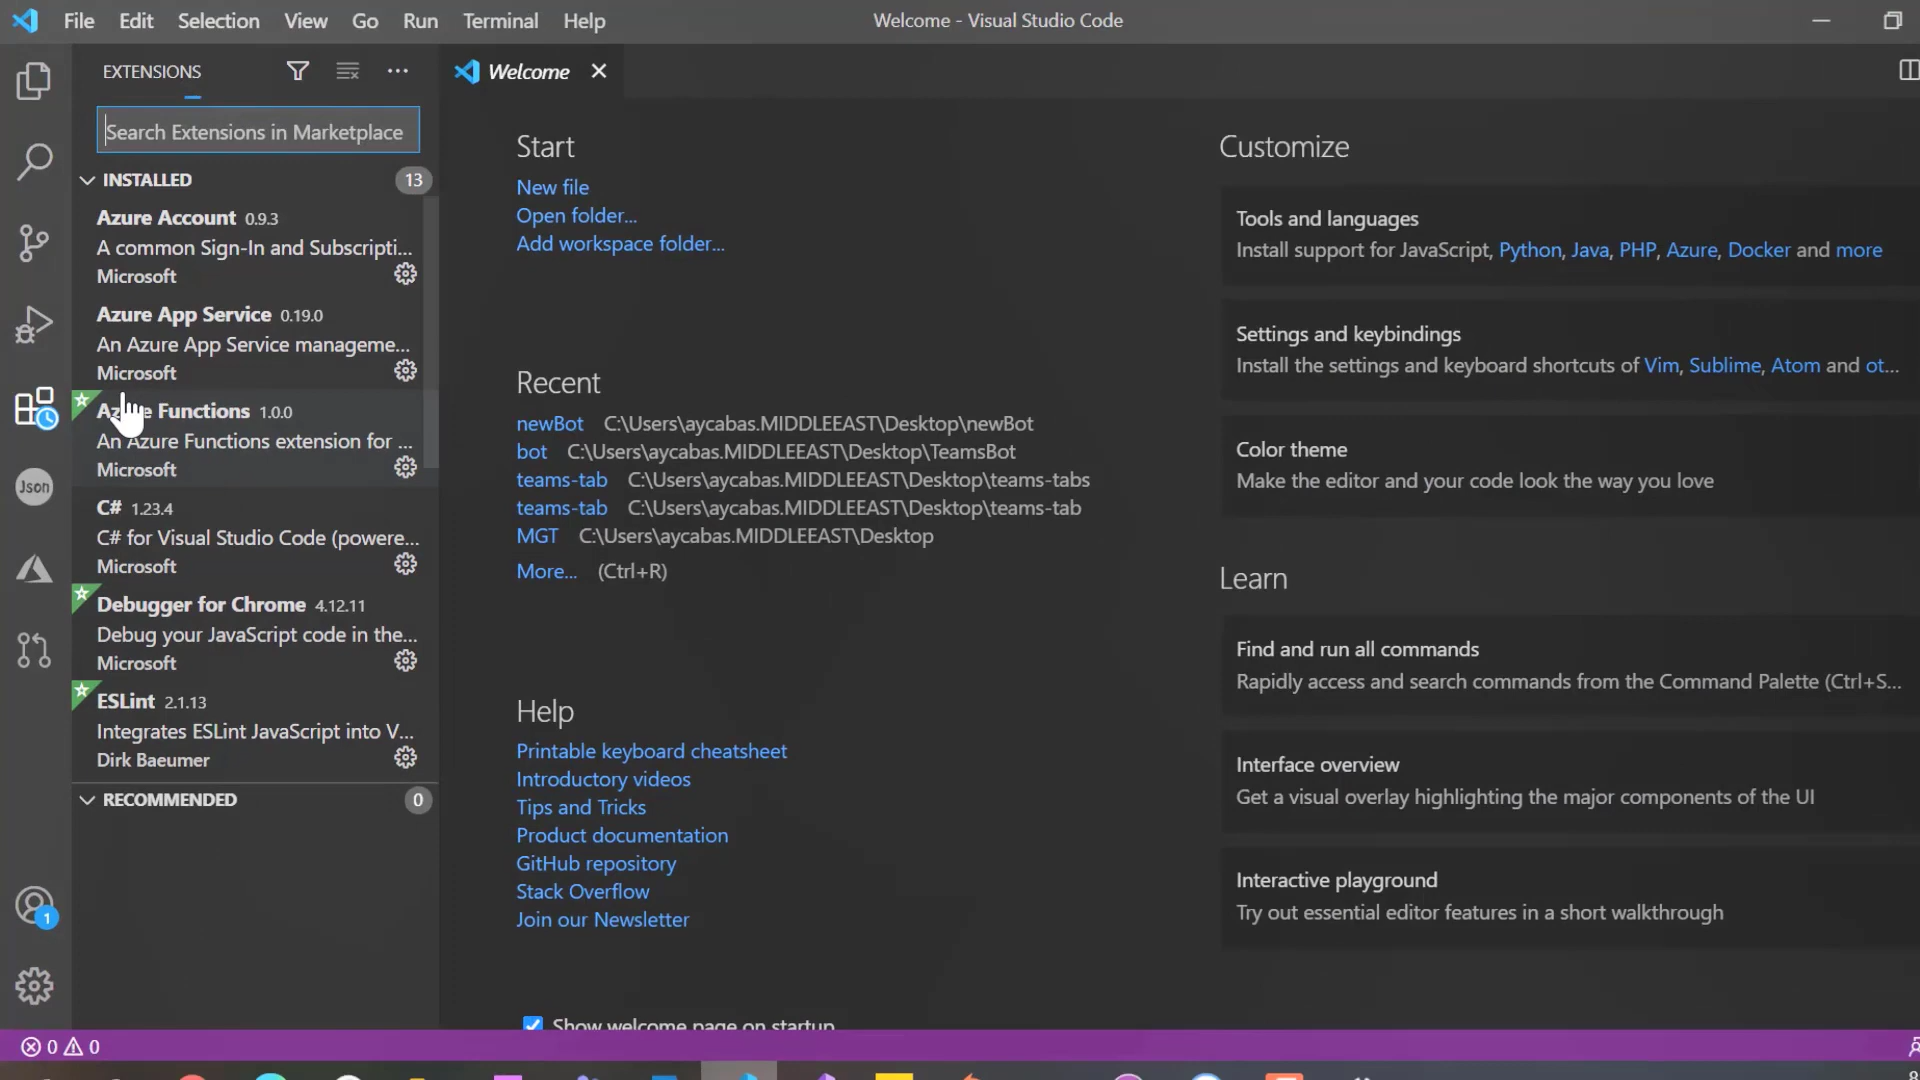 File Edit Selection View Go Run Terminal Help
Welcome - Visual Studio Code
EXTENSIONS
Search Extensions in Marketplace
INSTALLED 13
Azure Account 0.9.3
A common Sign-In and Subscripti...
Microsoft
Azure App Service 0.19.0
An Azure App Service manageme...
Microsoft
Functions 1.0.0
An Azure Functions extension for ...
Microsoft
C# 1.23.4
C# for Visual Studio Code (powere...
Microsoft
Debugger for Chrome 4.12.11
Debug your JavaScript code in the...
Microsoft
ESLint 2.1.13
Integrates ESLint JavaScript into V...
Dirk Baeumer
RECOMMENDED 0
Json
1
Welcome
Start
New file
Open folder...
Add workspace folder...
Recent
newBot C:\Users\aycabas.MIDDLEEAST\Desktop\newBot
bot C:\Users\aycabas.MIDDLEEAST\Desktop\TeamsBot
teams-tab C:\Users\aycabas.MIDDLEEAST\Desktop\teams-tabs
teams-tab C:\Users\aycabas.MIDDLEEAST\Desktop\teams-tab
MGT C:\Users\aycabas.MIDDLEEAST\Desktop
More... (Ctrl+R)
Help
Printable keyboard cheatsheet
Introductory videos
Tips and Tricks
Product documentation
GitHub repository
Stack Overflow
Join our Newsletter
Show welcome page on startup
Customize
Tools and languages
Install support for JavaScript, Python, Java, PHP, Azure, Docker and more
Settings and keybindings
Install the settings and keyboard shortcuts of Vim, Sublime, Atom and ot...
Color theme
Make the editor and your code look the way you love
Learn
Find and run all commands
Rapidly access and search commands from the Command Palette (Ctrl+S...
Interface overview
Get a visual overlay highlighting the major components of the UI
Interactive playground
Try out essential editor features in a short walkthrough
0 0